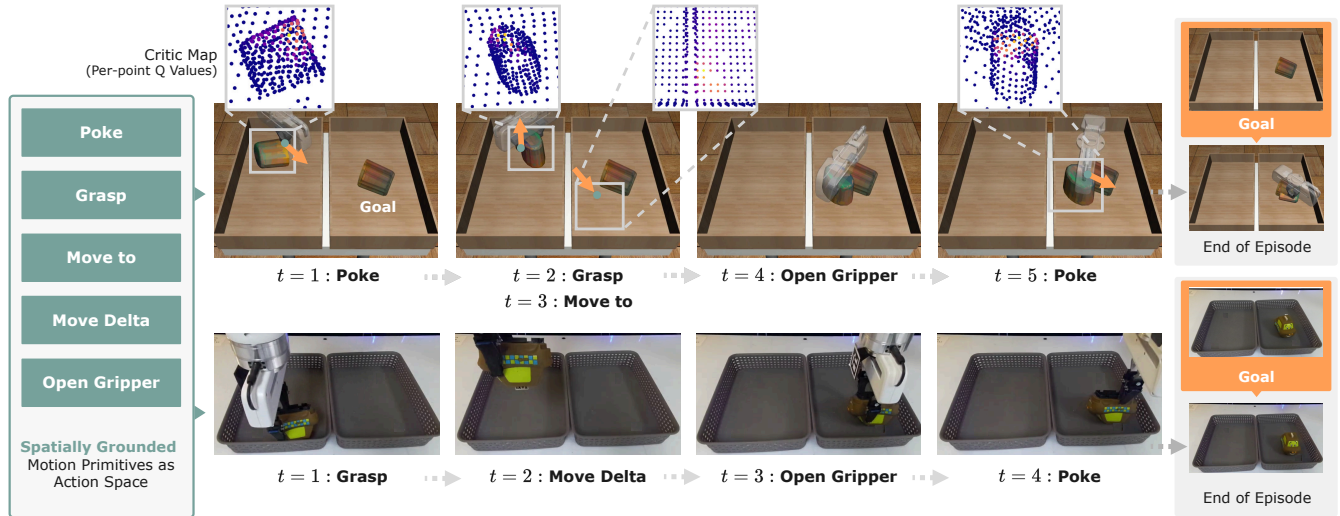 Critic Map
(Per-point Q Values)
Poke
Grasp
Move to
Move Delta
Open Gripper
Spatially Grounded
Motion Primitives as
Action Space
Goal
t = 1 : Poke
t = 2 : Grasp
t = 3 : Move to
t = 4 : Open Gripper
t = 5 : Poke
Goal
End of Episode
t = 1 : Grasp
t = 2 : Move Delta
t = 3 : Open Gripper
t = 4 : Poke
Goal
End of Episode